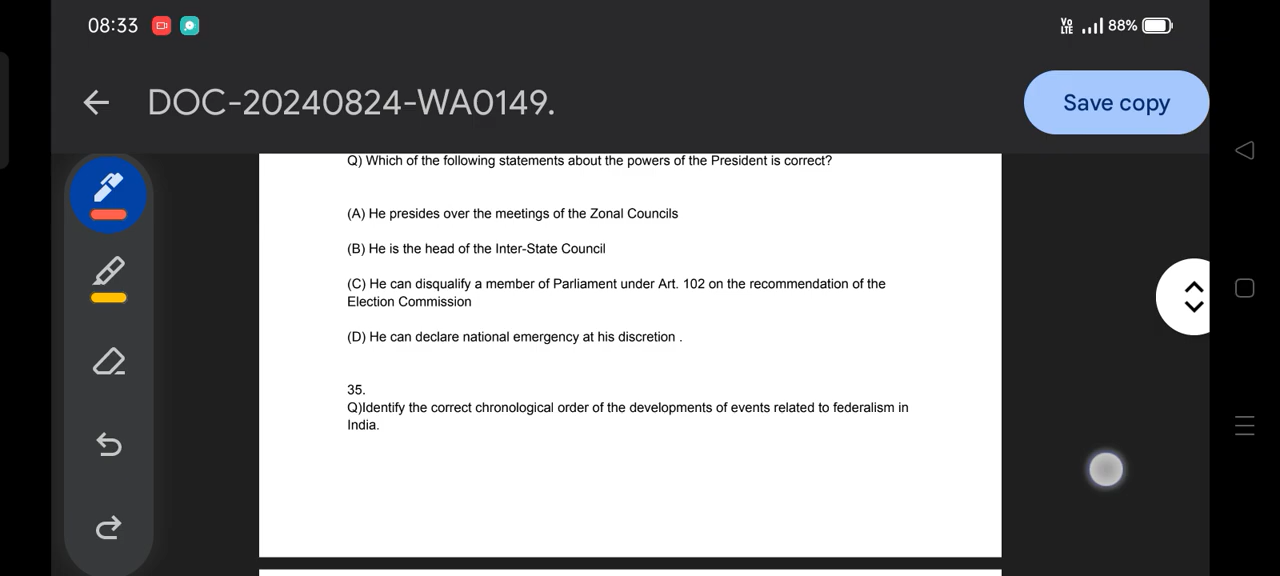 08:33
Vo LTE 88%
DOC-20240824-WA0149.
Save copy
Q) Which of the following statements about the powers of the President is correct?
(A) He presides over the meetings of the Zonal Councils
(B) He is the head of the Inter-State Council
(C) He can disqualify a member of Parliament under Art. 102 on the recommendation of the
Election Commission
(D) He can declare national emergency at his discretion .
35.
Q)Identify the correct chronological order of the developments of events related to federalism in
India.